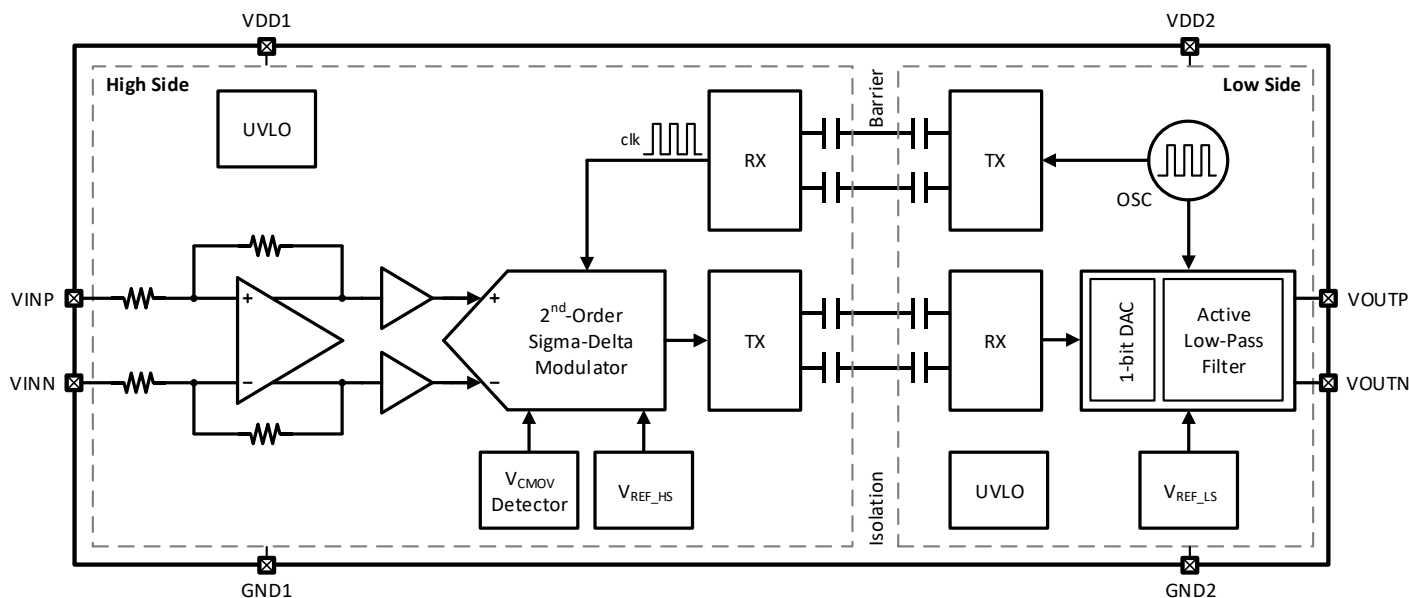 VDD1
VDD2
High Side
Low Side
Barrier
UVLO
clk
RX
TX
OSC
VINP
VINN
+
−
+
−
2nd-Order
Sigma-Delta
Modulator
TX
RX
1-bit DAC
Active
Low-Pass
Filter
VOUTP
VOUTN
VCMOV
Detector
VREF_HS
Isolation
UVLO
VREF_LS
GND1
GND2